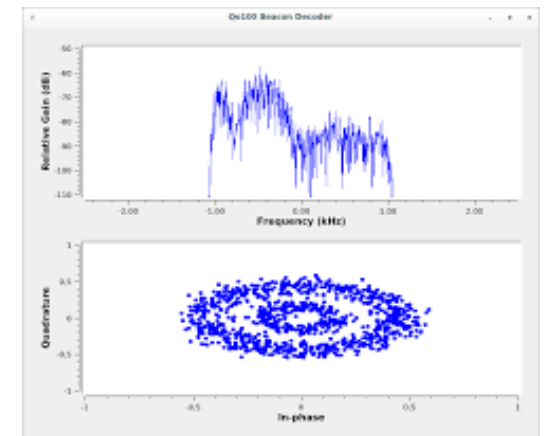 Qo100 Beacon Decoder
-50
-60
-70
-80
-90
-100
-110
Relative Gain (dB)
-2.00 -1.00 0.00 1.00 2.00
Frequency (kHz)
1
0.5
0
-0.5
-1
Quadrature
-1 -0.5 0 0.5 1
In-phase